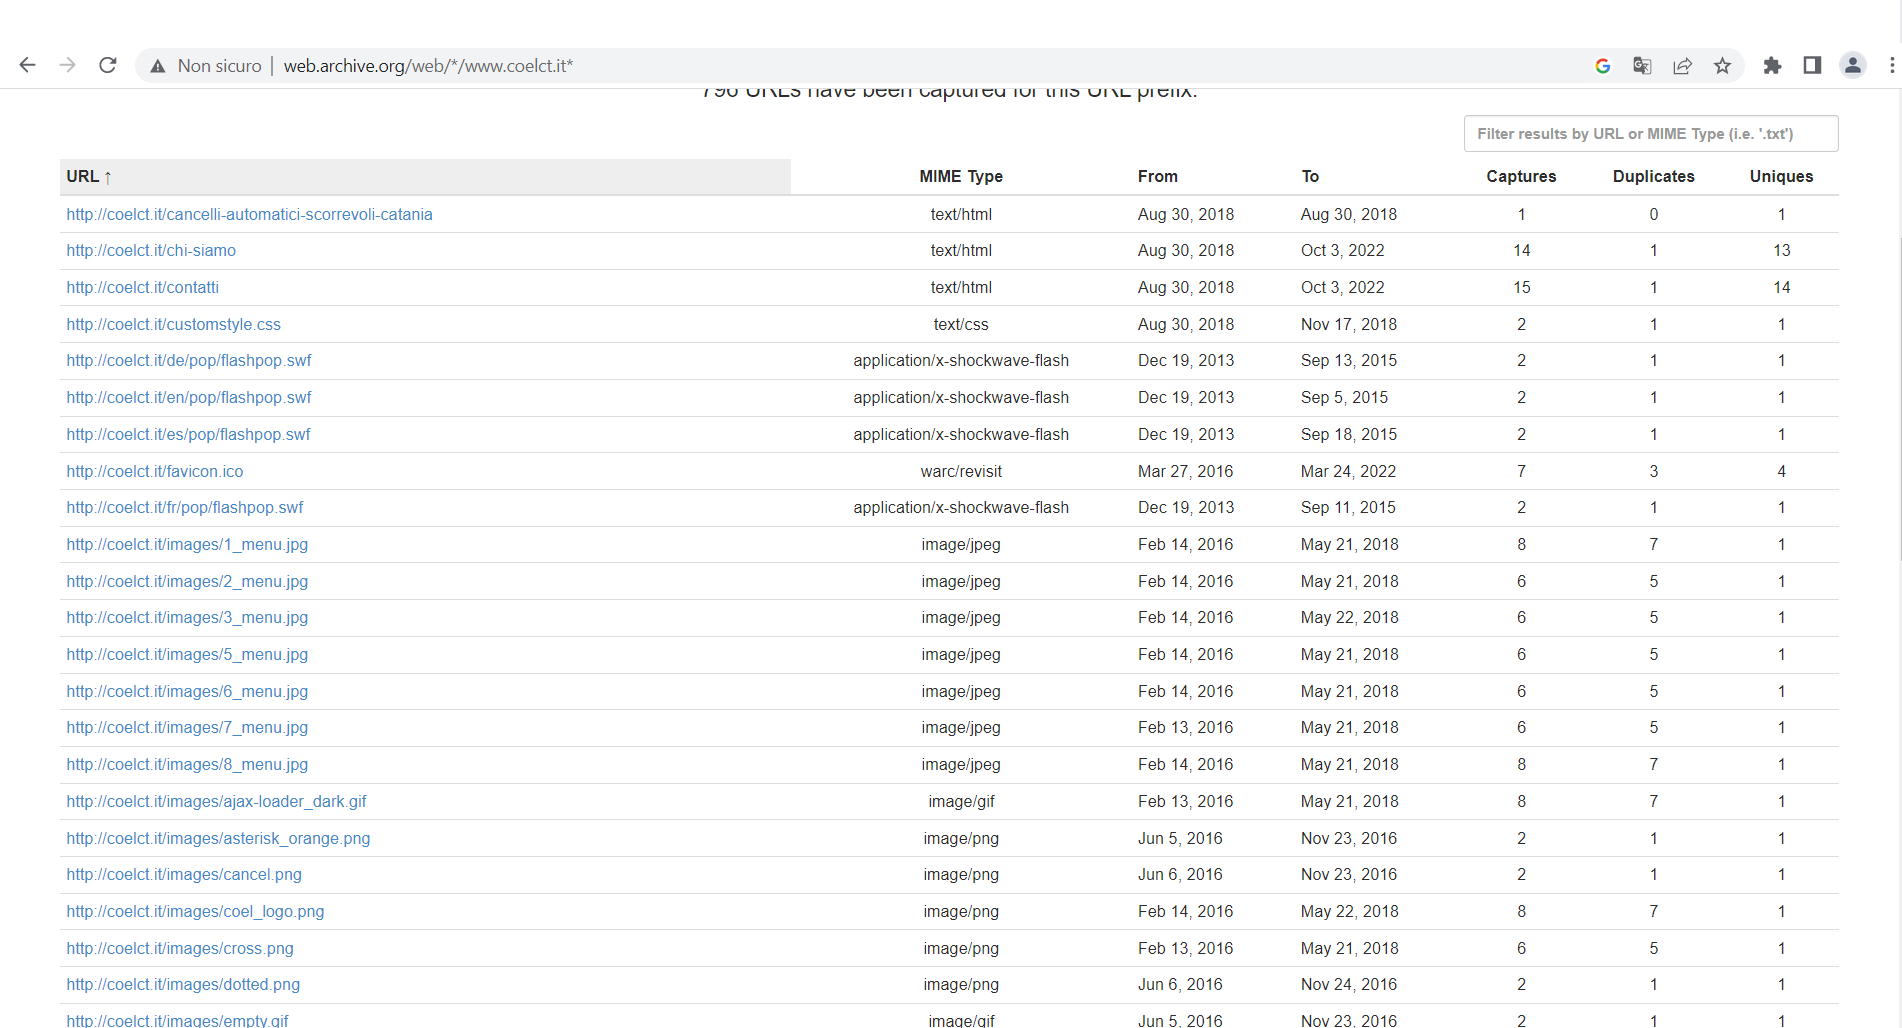 Non sicuro | web.archive.org/web/*/www.coelct.it*
796 URLs have been captured for this URL prefix.
Filter results by URL or MIME Type (i.e. '.txt')
URL ↑ MIME Type From To Captures Duplicates Uniques
http://coelct.it/cancelli-automatici-scorrevoli-catania text/html Aug 30, 2018 Aug 30, 2018 1 0 1
http://coelct.it/chi-siamo text/html Aug 30, 2018 Oct 3, 2022 14 1 13
http://coelct.it/contatti text/html Aug 30, 2018 Oct 3, 2022 15 1 14
http://coelct.it/customstyle.css text/css Aug 30, 2018 Nov 17, 2018 2 1 1
http://coelct.it/de/pop/flashpop.swf application/x-shockwave-flash Dec 19, 2013 Sep 13, 2015 2 1 1
http://coelct.it/en/pop/flashpop.swf application/x-shockwave-flash Dec 19, 2013 Sep 5, 2015 2 1 1
http://coelct.it/es/pop/flashpop.swf application/x-shockwave-flash Dec 19, 2013 Sep 18, 2015 2 1 1
http://coelct.it/favicon.ico warc/revisit Mar 27, 2016 Mar 24, 2022 7 3 4
http://coelct.it/fr/pop/flashpop.swf application/x-shockwave-flash Dec 19, 2013 Sep 11, 2015 2 1 1
http://coelct.it/images/1_menu.jpg image/jpeg Feb 14, 2016 May 21, 2018 8 7 1
http://coelct.it/images/2_menu.jpg image/jpeg Feb 14, 2016 May 21, 2018 6 5 1
http://coelct.it/images/3_menu.jpg image/jpeg Feb 14, 2016 May 22, 2018 6 5 1
http://coelct.it/images/5_menu.jpg image/jpeg Feb 14, 2016 May 21, 2018 6 5 1
http://coelct.it/images/6_menu.jpg image/jpeg Feb 14, 2016 May 21, 2018 6 5 1
http://coelct.it/images/7_menu.jpg image/jpeg Feb 13, 2016 May 21, 2018 6 5 1
http://coelct.it/images/8_menu.jpg image/jpeg Feb 14, 2016 May 21, 2018 8 7 1
http://coelct.it/images/ajax-loader_dark.gif image/gif Feb 13, 2016 May 21, 2018 8 7 1
http://coelct.it/images/asterisk_orange.png image/png Jun 5, 2016 Nov 23, 2016 2 1 1
http://coelct.it/images/cancel.png image/png Jun 6, 2016 Nov 23, 2016 2 1 1
http://coelct.it/images/coel_logo.png image/png Feb 14, 2016 May 22, 2018 8 7 1
http://coelct.it/images/cross.png image/png Feb 13, 2016 May 21, 2018 6 5 1
http://coelct.it/images/dotted.png image/png Jun 6, 2016 Nov 24, 2016 2 1 1
http://coelct.it/images/empty.gif image/gif Jun 5, 2016 Nov 23, 2016 2 1 1